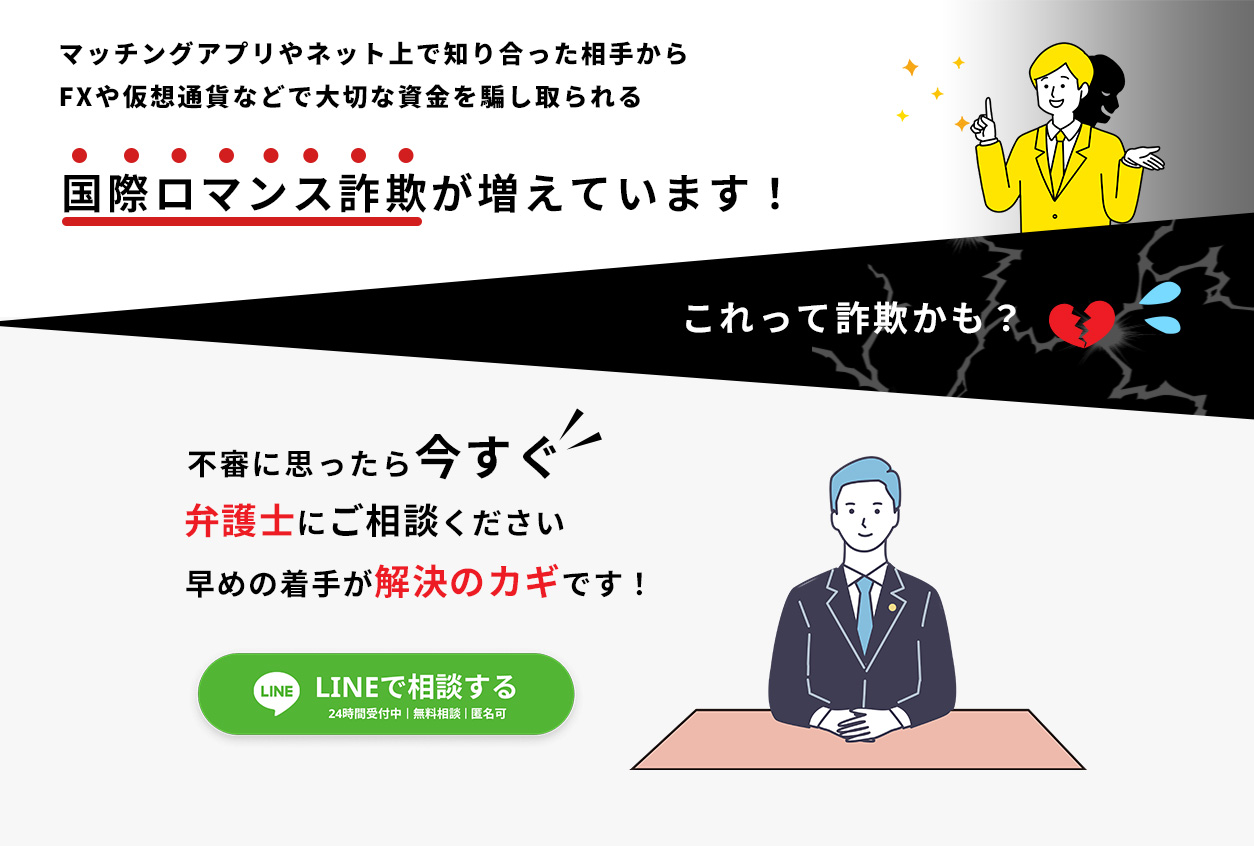 マッチングアプリやネット上で知り合った相手から
FXや仮想通貨などで大切な資金を騙し取られる
国際ロマンス詐欺が増えています！
これって詐欺かも？
不審に思ったら今すぐ
弁護士にご相談ください
早めの着手が解決のカギです！
LINE LINEで相談する
24時間受付中｜無料相談｜匿名可